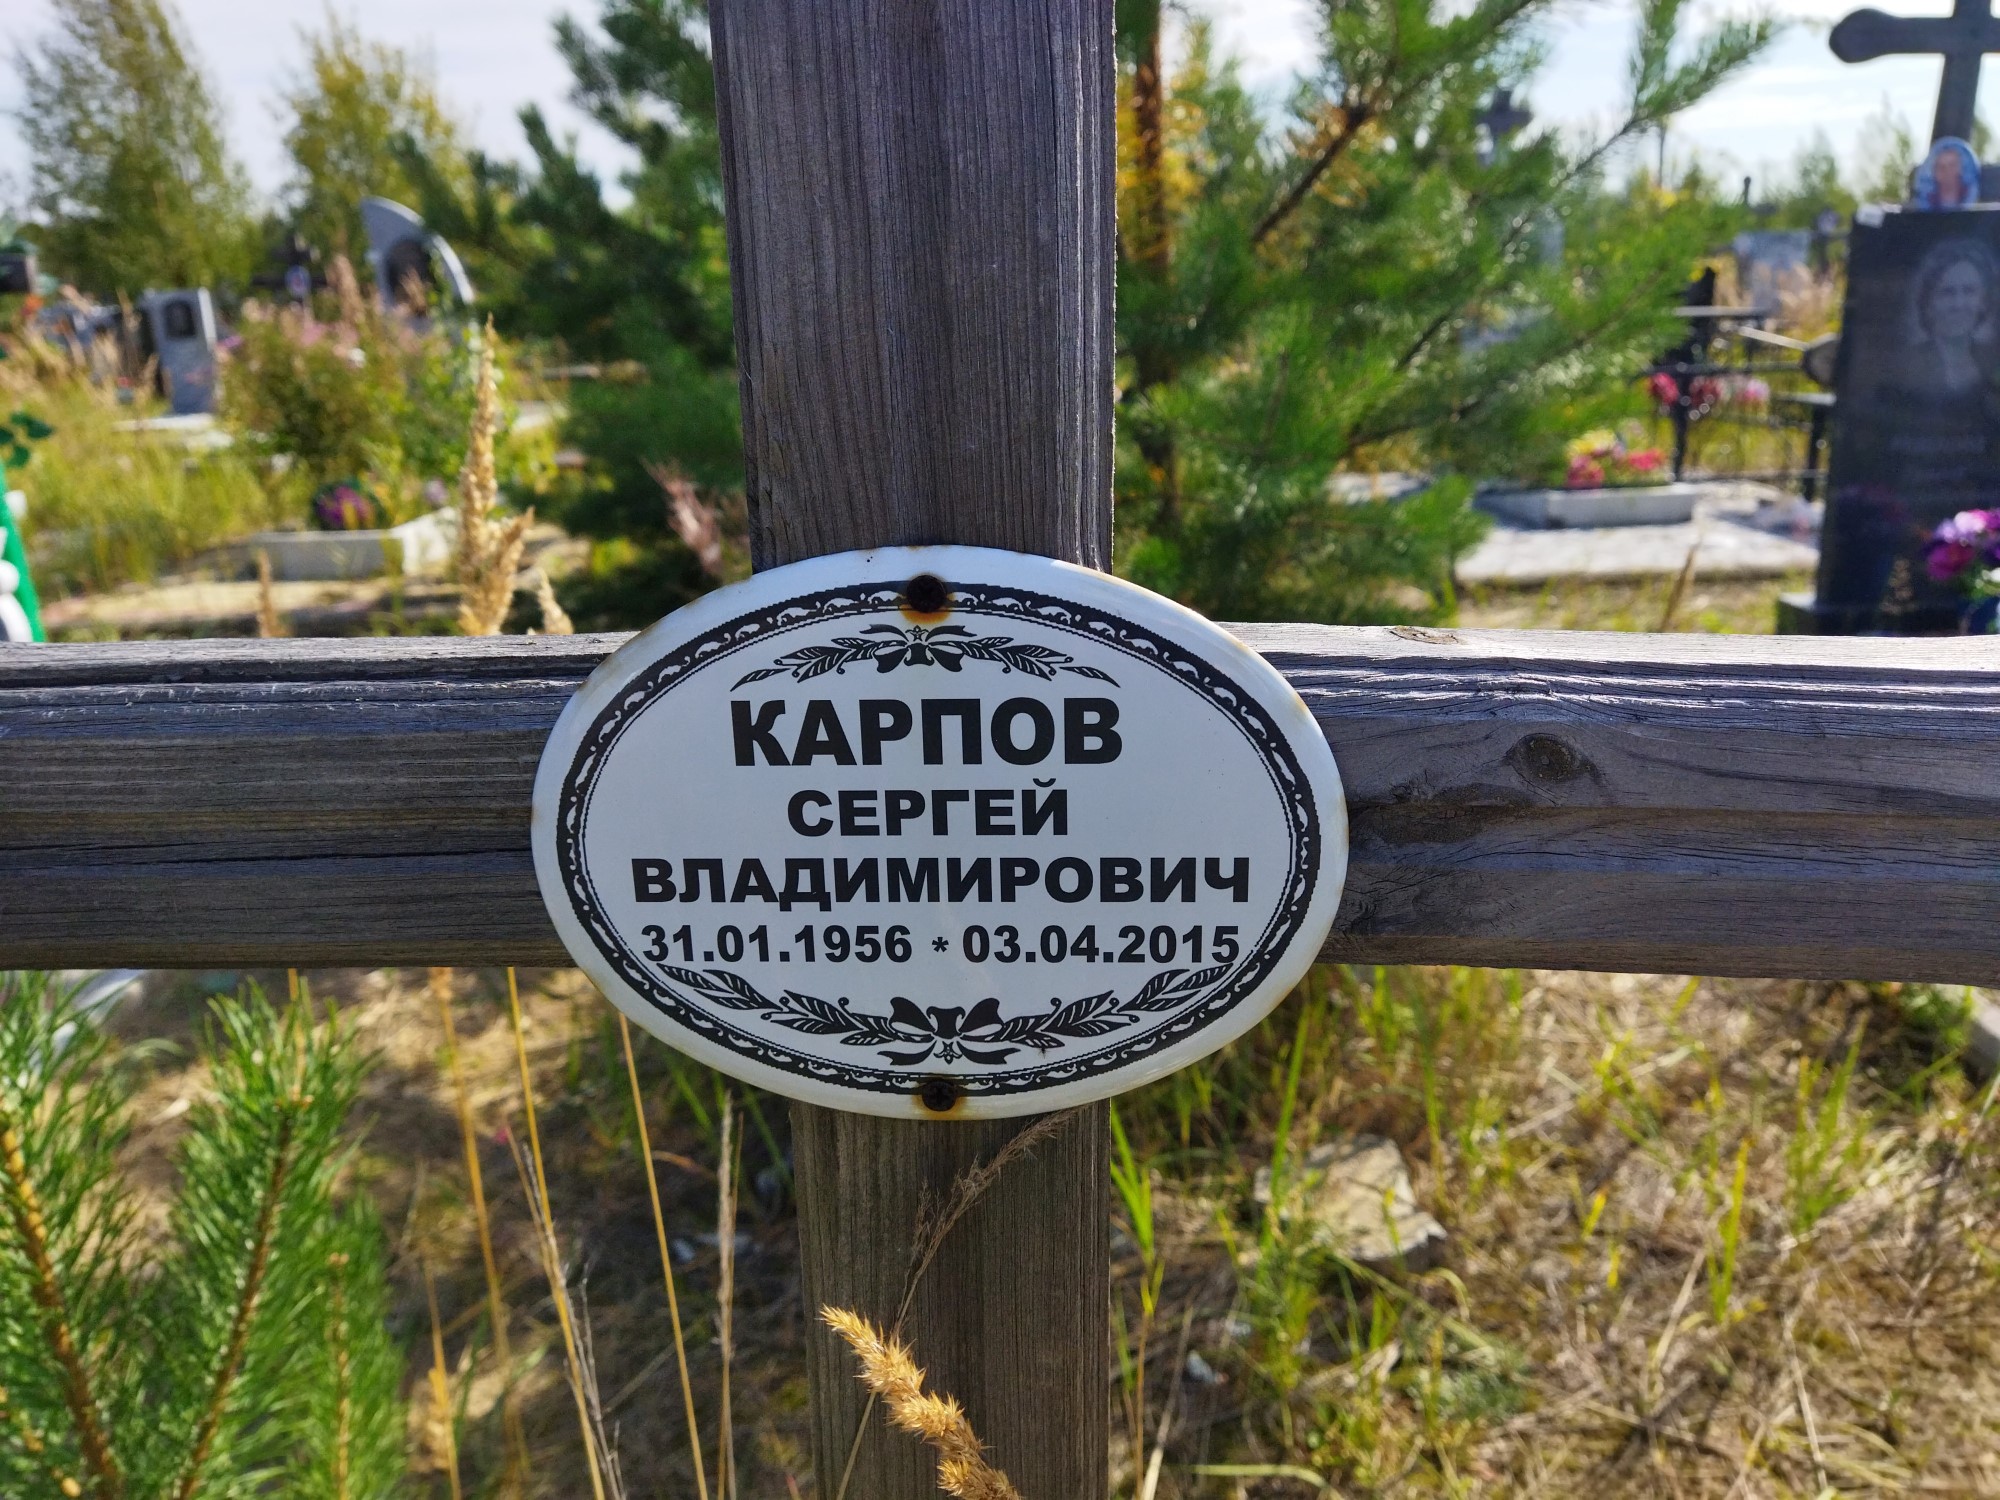 КАРПОВ
СЕРГЕЙ
ВЛАДИМИРОВИЧ
31.01.1956 * 03.04.2015